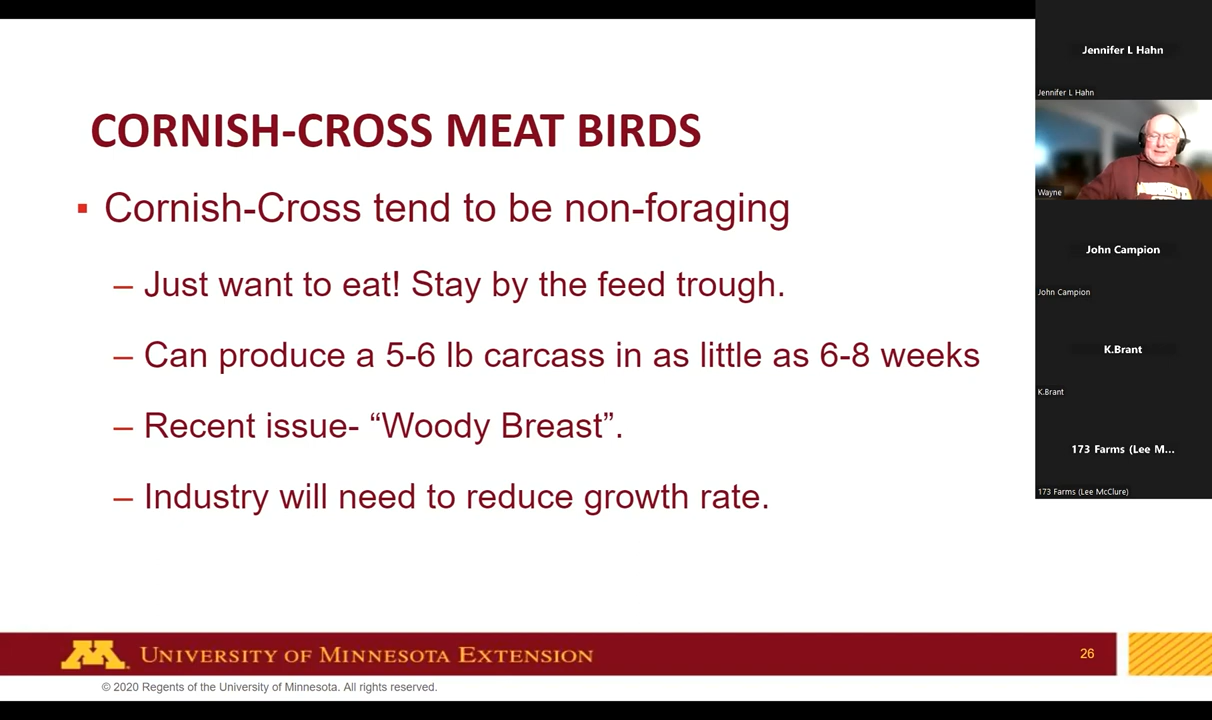 CORNISH-CROSS MEAT BIRDS
▪ Cornish-Cross tend to be non-foraging
– Just want to eat! Stay by the feed trough.
– Can produce a 5-6 lb carcass in as little as 6-8 weeks
– Recent issue- “Woody Breast”.
– Industry will need to reduce growth rate.
M
UNIVERSITY OF MINNESOTA EXTENSION
26
© 2020 Regents of the University of Minnesota. All rights reserved.
Jennifer L Hahn
Jennifer L Hahn
Wayne
John Campion
John Campion
K.Brant
K.Brant
173 Farms (Lee M...
173 Farms (Lee McClure)